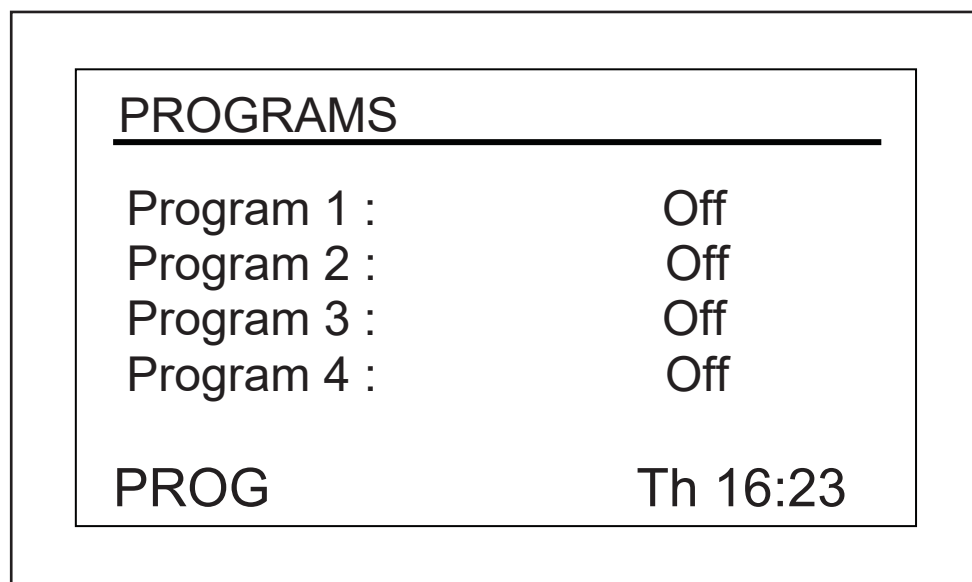 PROGRAMS
Program 1 : Off
Program 2 : Off
Program 3 : Off
Program 4 : Off
PROG Th 16:23